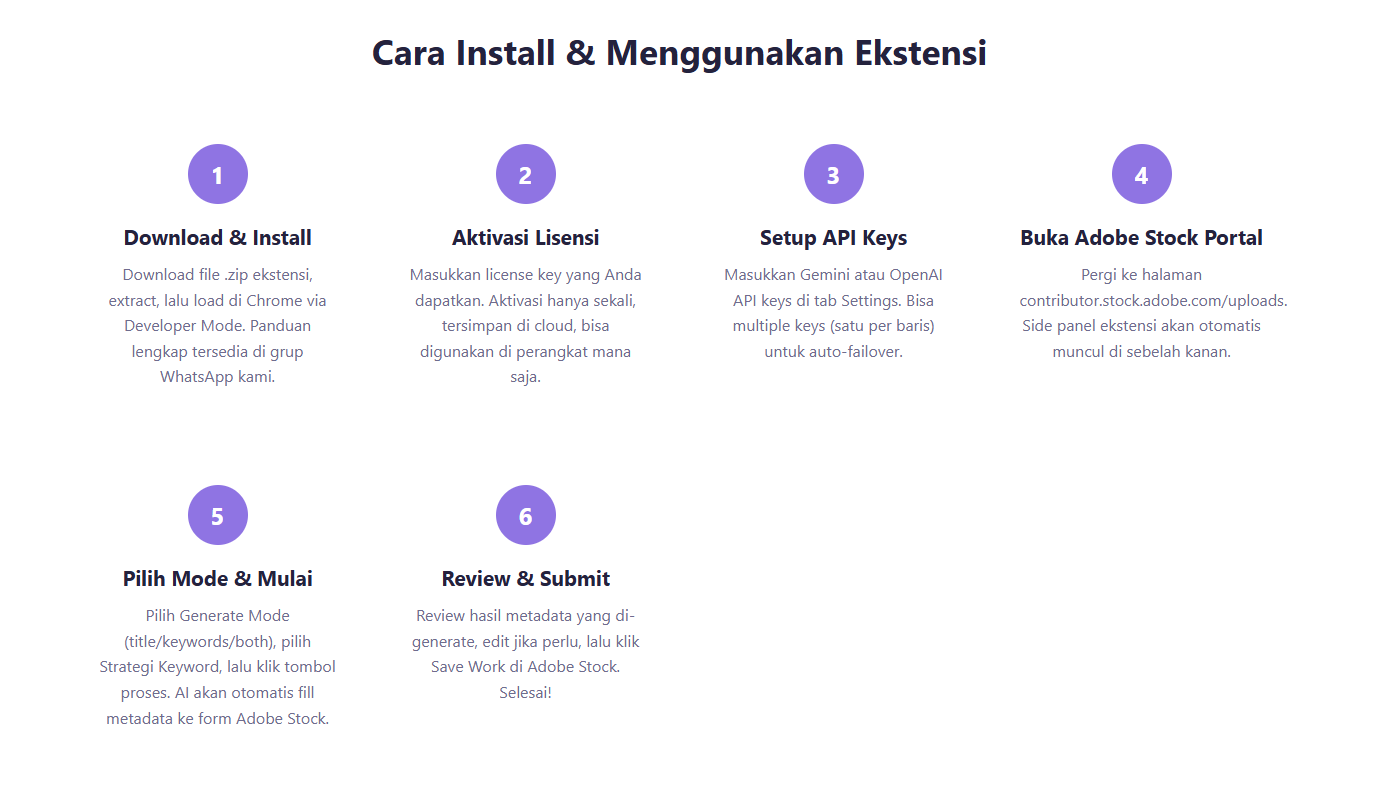 Cara Install & Menggunakan Ekstensi
1
Download & Install
Download file .zip ekstensi,
extract, lalu load di Chrome via
Developer Mode. Panduan
lengkap tersedia di grup
WhatsApp kami.
2
Aktivasi Lisensi
Masukkan license key yang Anda
dapatkan. Aktivasi hanya sekali,
tersimpan di cloud, bisa
digunakan di perangkat mana
saja.
3
Setup API Keys
Masukkan Gemini atau OpenAI
API keys di tab Settings. Bisa
multiple keys (satu per baris)
untuk auto-failover.
4
Buka Adobe Stock Portal
Pergi ke halaman
contributor.stock.adobe.com/uploads.
Side panel ekstensi akan otomatis
muncul di sebelah kanan.
5
Pilih Mode & Mulai
Pilih Generate Mode
(title/keywords/both), pilih
Strategi Keyword, lalu klik tombol
proses. AI akan otomatis fill
metadata ke form Adobe Stock.
6
Review & Submit
Review hasil metadata yang di-
generate, edit jika perlu, lalu klik
Save Work di Adobe Stock.
Selesai!